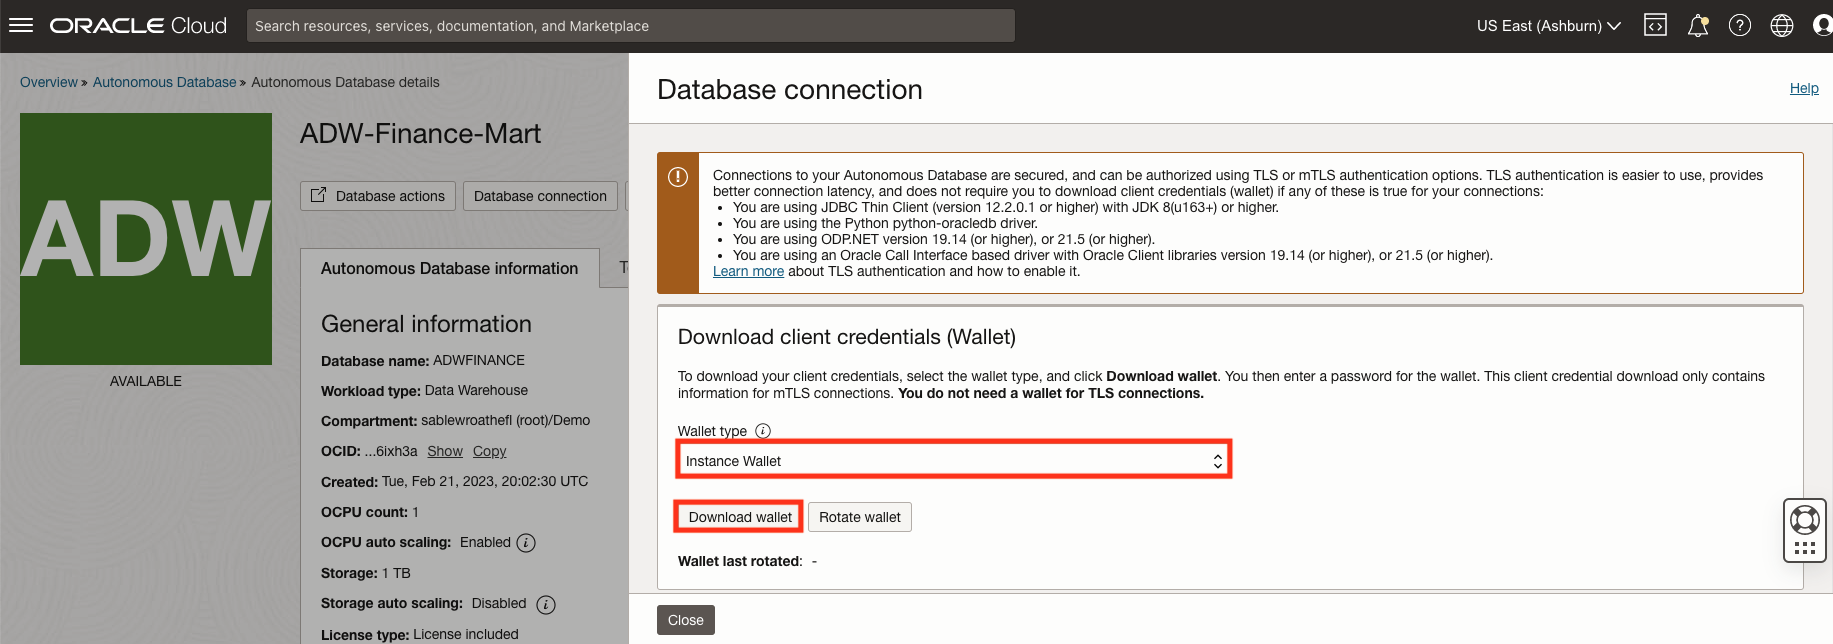 ORACLE Cloud
Search resources, services, documentation, and Marketplace
US East (Ashburn)
Overview » Autonomous Database » Autonomous Database details
ADW
AVAILABLE
ADW-Finance-Mart
Database actions
Database connection
Autonomous Database information
General information
Database name: ADWFINANCE
Workload type: Data Warehouse
Compartment: sablewroathefl (root)/Demo
OCID: ...6ixh3a Show Copy
Created: Tue, Feb 21, 2023, 20:02:30 UTC
OCPU count: 1
OCPU auto scaling: Enabled
Storage: 1 TB
Storage auto scaling: Disabled
License type: License included
Database connection
Help
Connections to your Autonomous Database are secured, and can be authorized using TLS or mTLS authentication options. TLS authentication is easier to use, provides
better connection latency, and does not require you to download client credentials (wallet) if any of these is true for your connections:
• You are using JDBC Thin Client (version 12.2.0.1 or higher) with JDK 8(u163+) or higher.
• You are using the Python python-oracledb driver.
• You are using ODP.NET version 19.14 (or higher), or 21.5 (or higher).
• You are using an Oracle Call Interface based driver with Oracle Client libraries version 19.14 (or higher), or 21.5 (or higher).
Learn more about TLS authentication and how to enable it.
Download client credentials (Wallet)
To download your client credentials, select the wallet type, and click Download wallet. You then enter a password for the wallet. This client credential download only contains
information for mTLS connections. You do not need a wallet for TLS connections.
Wallet type
Instance Wallet
Download wallet
Rotate wallet
Wallet last rotated: -
Close